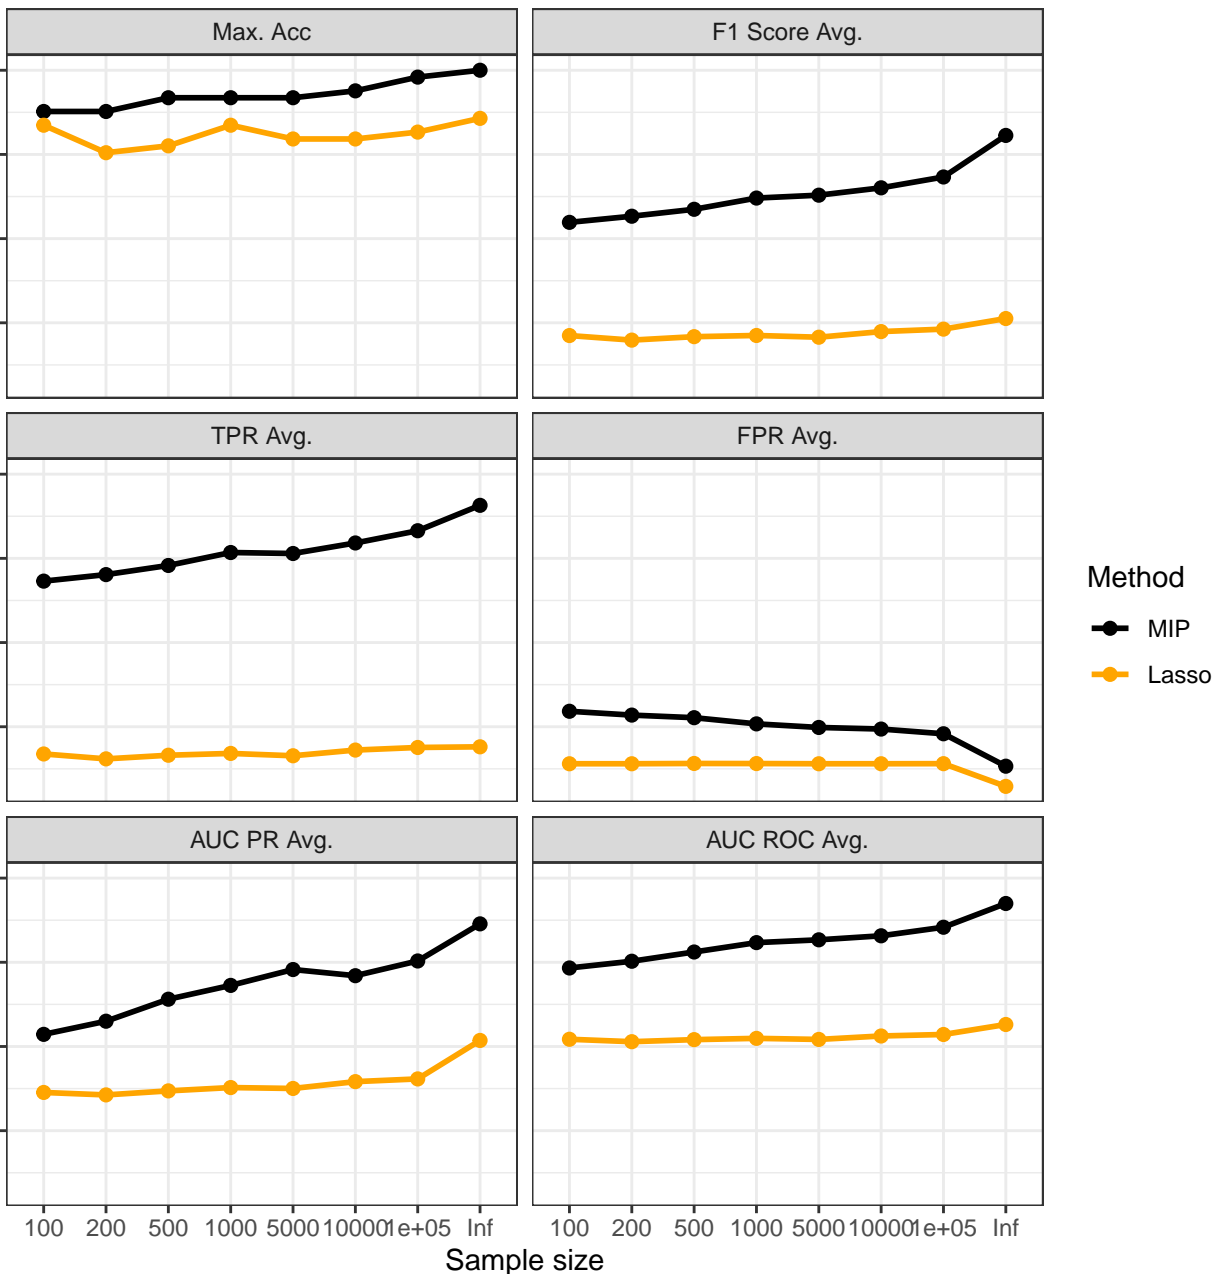 Max. Acc
F1 Score Avg.
TPR Avg.
FPR Avg.
AUC PR Avg.
AUC ROC Avg.
100 200 500 1000 5000 10000 1e+05 Inf
100 200 500 1000 5000 10000 1e+05 Inf
Sample size
Method
MIP
Lasso